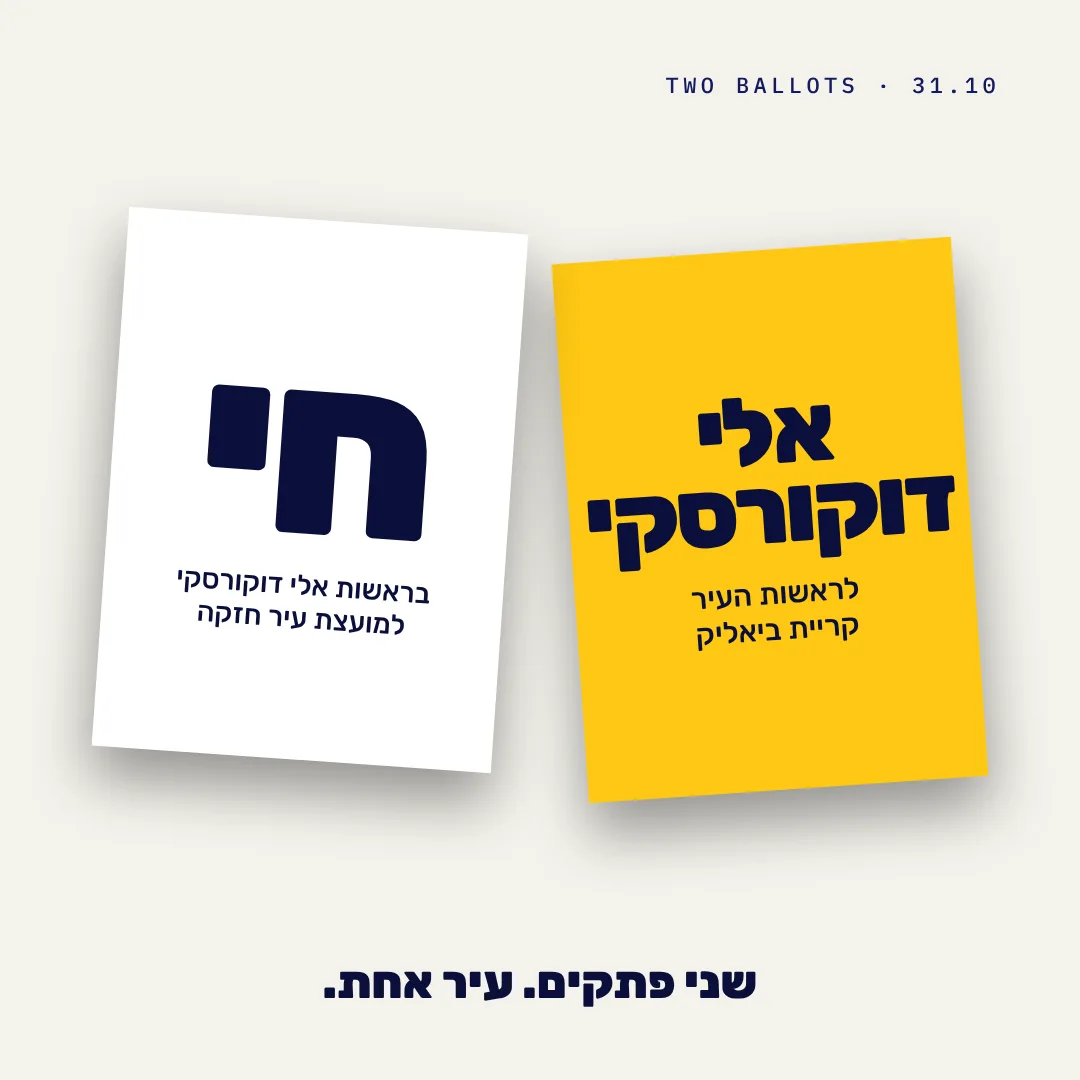 TWO BALLOTS · 31.10
אלי
דוקורסקי
לראשות העיר
קריית ביאליק
חי
בראשות אלי דוקורסקי
למועצת עיר חזקה
שני פתקים. עיר אחת.